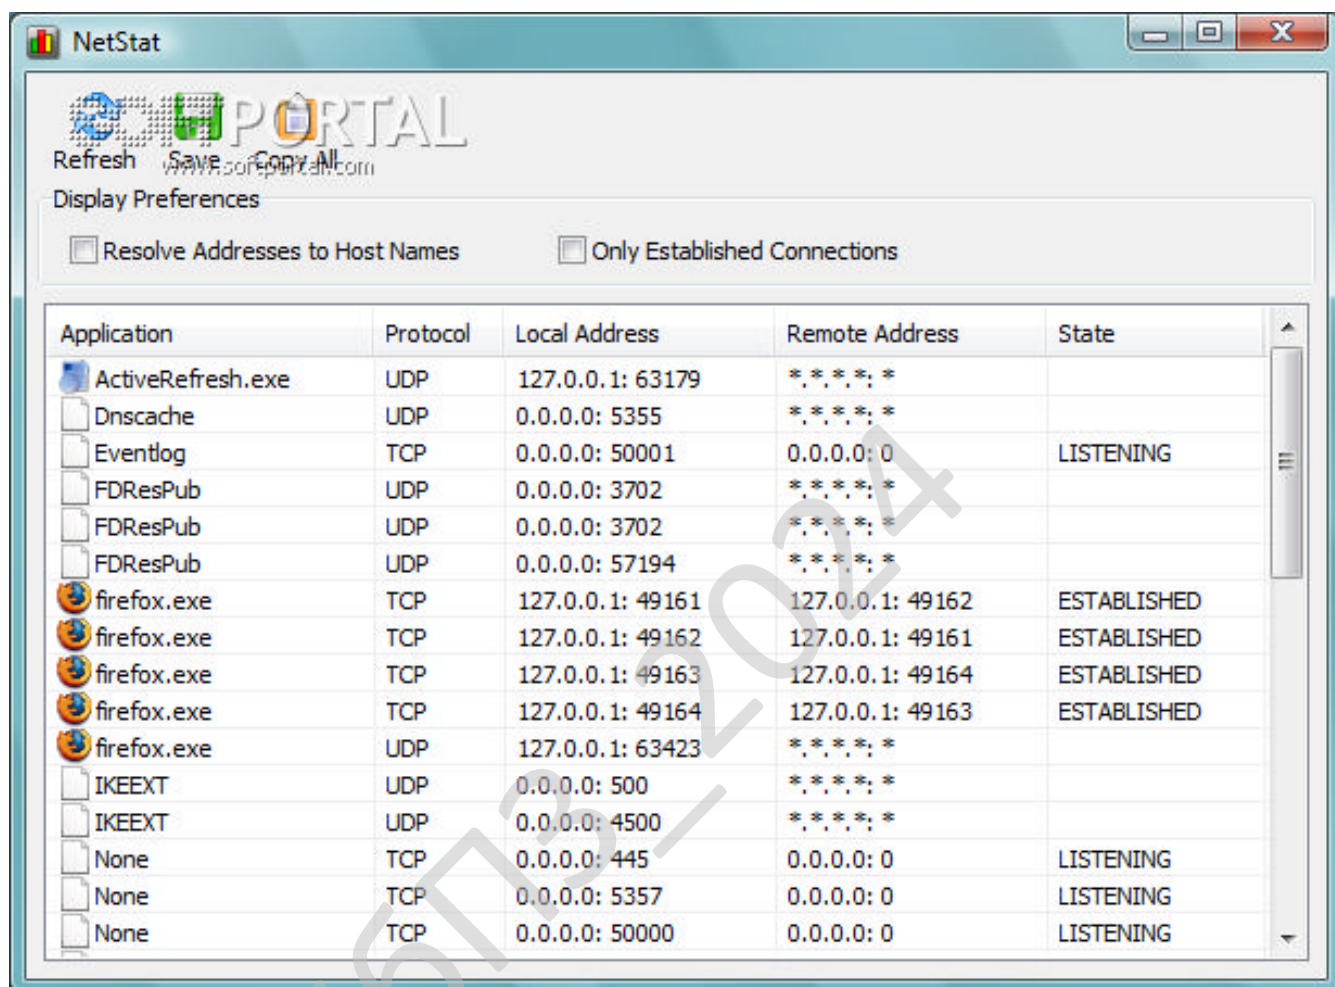 NetStat
SOFTPORTAL
Refresh Save Copy All
www.softportal.com
Display Preferences
Resolve Addresses to Host Names Only Established Connections
Application Protocol Local Address Remote Address State
ActiveRefresh.exe UDP 127.0.0.1: 63179 *.*.*.*: *
Dnscache UDP 0.0.0.0: 5355 *.*.*.*: *
Eventlog TCP 0.0.0.0: 50001 0.0.0.0: 0 LISTENING
FDResPub UDP 0.0.0.0: 3702 *.*.*.*: *
FDResPub UDP 0.0.0.0: 3702 *.*.*.*: *
FDResPub UDP 0.0.0.0: 57194 *.*.*.*: *
firefox.exe TCP 127.0.0.1: 49161 127.0.0.1: 49162 ESTABLISHED
firefox.exe TCP 127.0.0.1: 49162 127.0.0.1: 49161 ESTABLISHED
firefox.exe TCP 127.0.0.1: 49163 127.0.0.1: 49164 ESTABLISHED
firefox.exe TCP 127.0.0.1: 49164 127.0.0.1: 49163 ESTABLISHED
firefox.exe UDP 127.0.0.1: 63423 *.*.*.*: *
IKEEXT UDP 0.0.0.0: 500 *.*.*.*: *
IKEEXT UDP 0.0.0.0: 4500 *.*.*.*: *
None TCP 0.0.0.0: 445 0.0.0.0: 0 LISTENING
None TCP 0.0.0.0: 5357 0.0.0.0: 0 LISTENING
None TCP 0.0.0.0: 50000 0.0.0.0: 0 LISTENING
бПЗ_2024